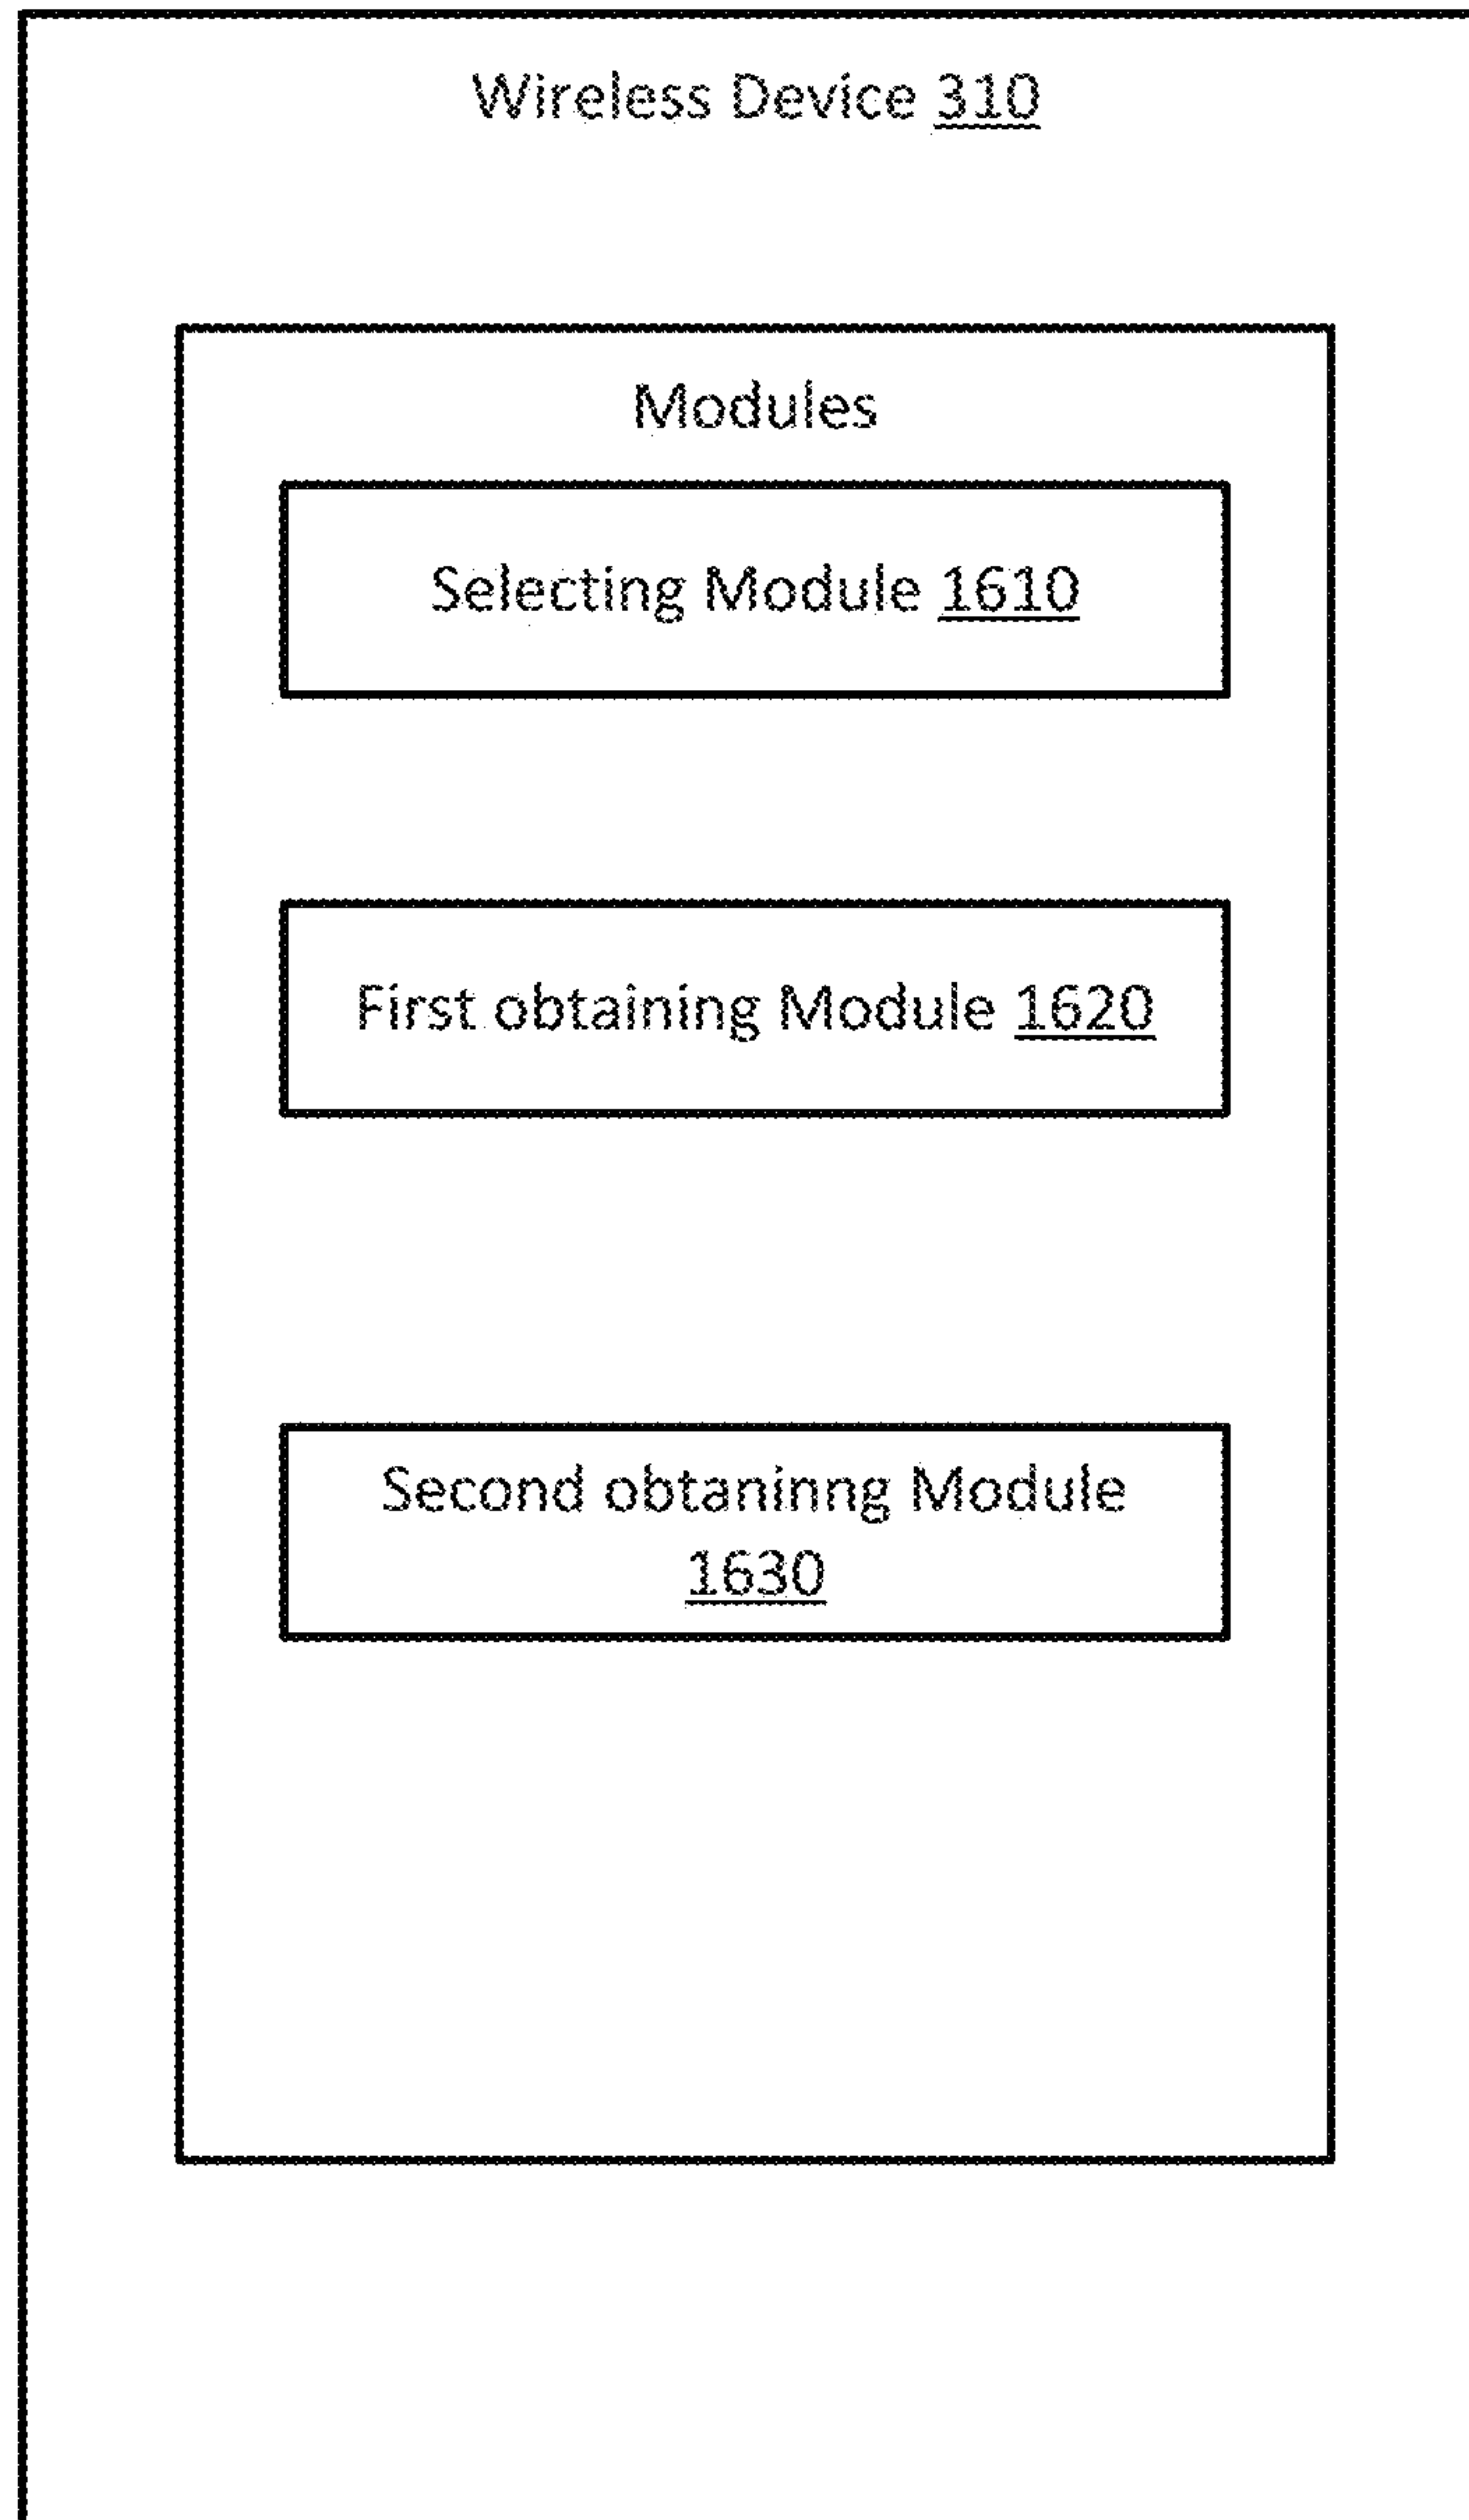 Wireless Device 310
Modules
Selecting Module 1610
First obtaining Module 1620
Second obtaninng Module
1630